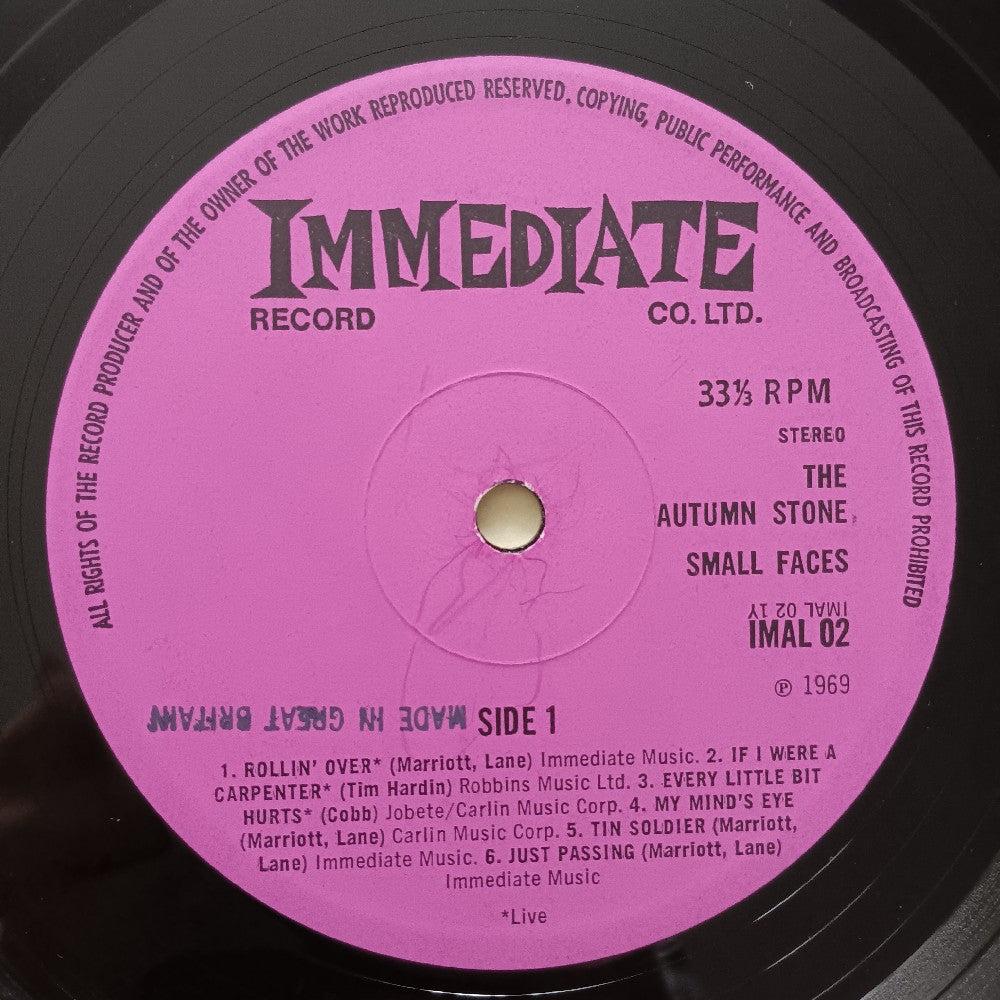 ALL RIGHTS OF THE RECORD PRODUCER AND OF THE OWNER OF THE WORK REPRODUCED RESERVED. COPYING, PUBLIC PERFORMANCE AND BROADCASTING OF THIS RECORD PROHIBITED
IMMEDIATE
RECORD CO. LTD.
33⅓ RPM
STEREO
THE
AUTUMN STONE
SMALL FACES
IMAL 02 1Y
IMAL 02
℗ 1969
MADE IN GREAT BRITAIN
SIDE 1
1. ROLLIN' OVER* (Marriott, Lane) Immediate Music. 2. IF I WERE A
CARPENTER* (Tim Hardin) Robbins Music Ltd. 3. EVERY LITTLE BIT
HURTS* (Cobb) Jobete/Carlin Music Corp. 4. MY MIND'S EYE
(Marriott, Lane) Carlin Music Corp. 5. TIN SOLDIER (Marriott,
Lane) Immediate Music. 6. JUST PASSING (Marriott, Lane)
Immediate Music
*Live